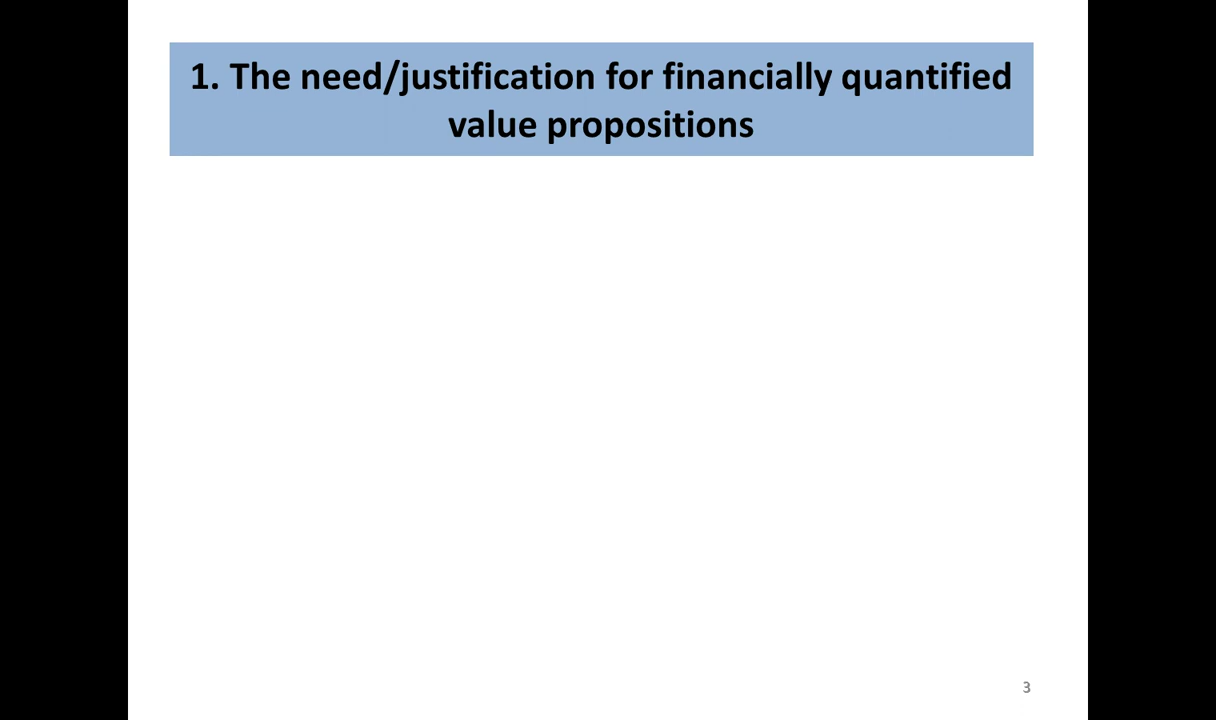 1. The need/justification for financially quantified
value propositions
3